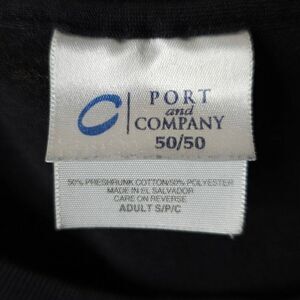 PORT
and
COMPANY
50/50
50% PRESHRUNK COTTON/50% POLYESTER
MADE IN EL SALVADOR
CARE ON REVERSE
ADULT S/P/C